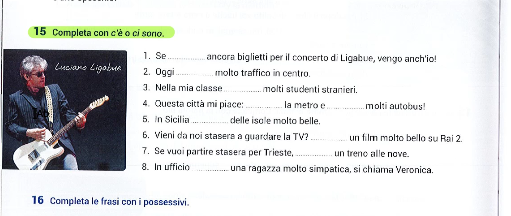 15 Completa con c'è o ci sono.
Luciano Ligabue
1. Se ............ ancora biglietti per il concerto di Ligabue, vengo anch'io!
2. Oggi ............ molto traffico in centro.
3. Nella mia classe ............ molti studenti stranieri.
4. Questa città mi piace: ............ la metro e ............ molti autobus!
5. In Sicilia ............ delle isole molto belle.
6. Vieni da noi stasera a guardare la TV? ............ un film molto bello su Rai 2.
7. Se vuoi partire stasera per Trieste, ............ un treno alle nove.
8. In ufficio ............ una ragazza molto simpatica, si chiama Veronica.
16 Completa le frasi con i possessivi.